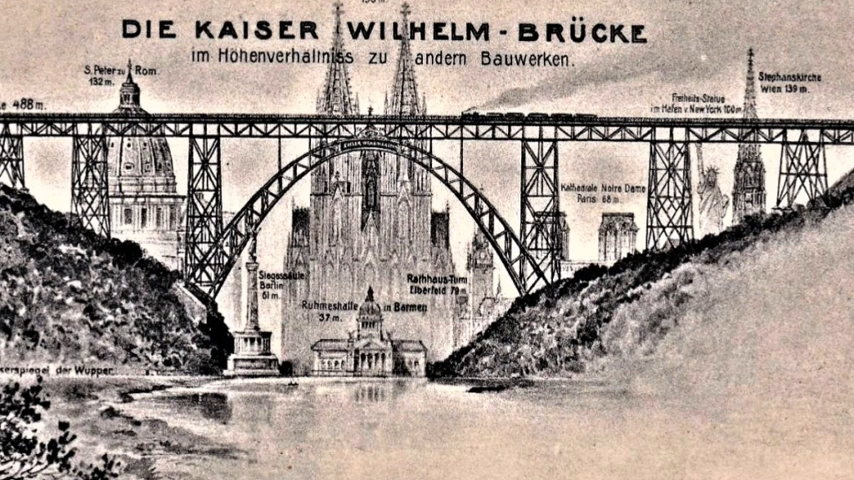 DIE KAISER WILHELM-BRÜCKE
im Höhenverhältniss zu andern Bauwerken.
S. Peter zu Rom
132 m.
Stephanskirche
Wien 139 m.
Freiheits-Statue
im Hafen v. New York 100 m.
488 m.
KAISER WILHELM
Kathedrale Notre Dame
Paris 68 m.
Siegessäule
Berlin
61 m.
Rathhaus-Turm
Elberfeld 79 m.
Ruhmeshalle in Barmen
37 m.
der Wupper.